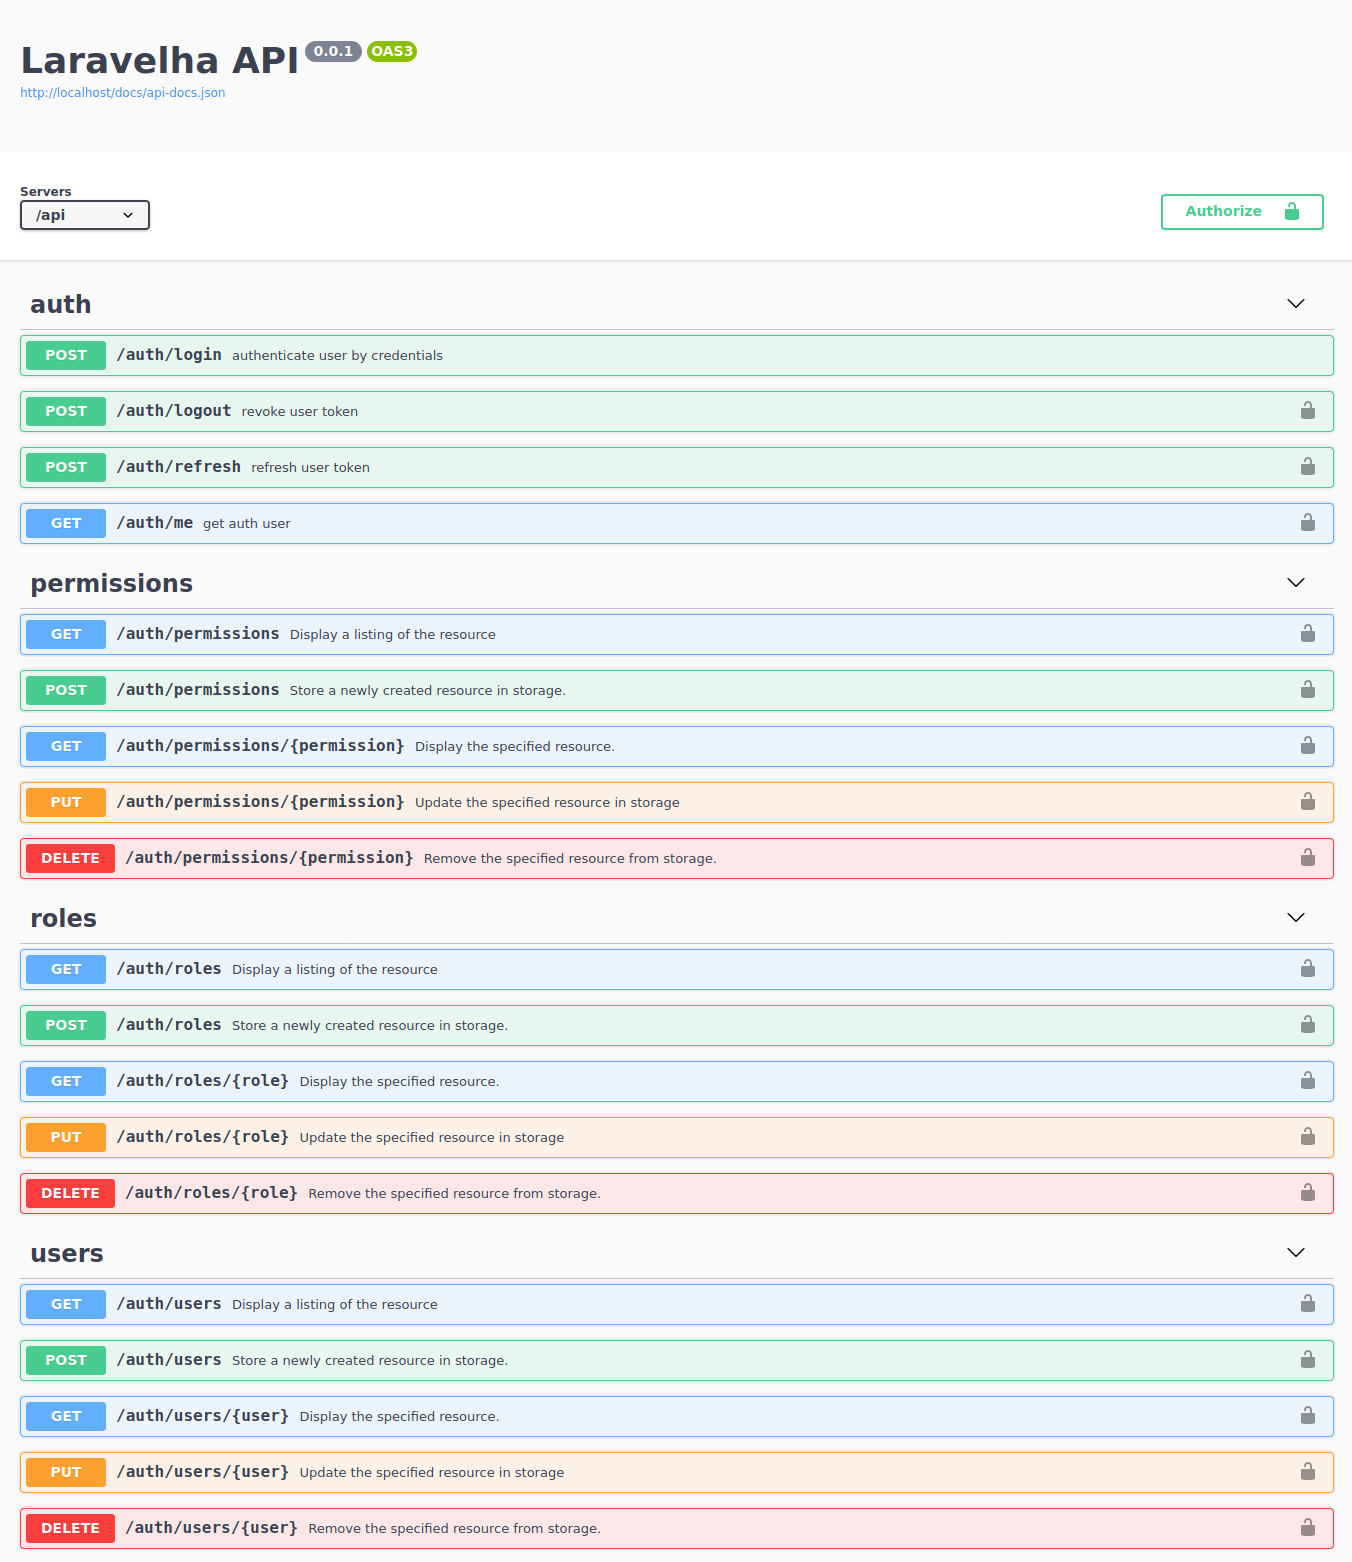 Laravelha API 0.0.1 OAS3
http://localhost/docs/api-docs.json
Servers
/api
Authorize
auth
POST /auth/login authenticate user by credentials
POST /auth/logout revoke user token
POST /auth/refresh refresh user token
GET /auth/me get auth user
permissions
GET /auth/permissions Display a listing of the resource
POST /auth/permissions Store a newly created resource in storage.
GET /auth/permissions/{permission} Display the specified resource.
PUT /auth/permissions/{permission} Update the specified resource in storage
DELETE /auth/permissions/{permission} Remove the specified resource from storage.
roles
GET /auth/roles Display a listing of the resource
POST /auth/roles Store a newly created resource in storage.
GET /auth/roles/{role} Display the specified resource.
PUT /auth/roles/{role} Update the specified resource in storage
DELETE /auth/roles/{role} Remove the specified resource from storage.
users
GET /auth/users Display a listing of the resource
POST /auth/users Store a newly created resource in storage.
GET /auth/users/{user} Display the specified resource.
PUT /auth/users/{user} Update the specified resource in storage
DELETE /auth/users/{user} Remove the specified resource from storage.